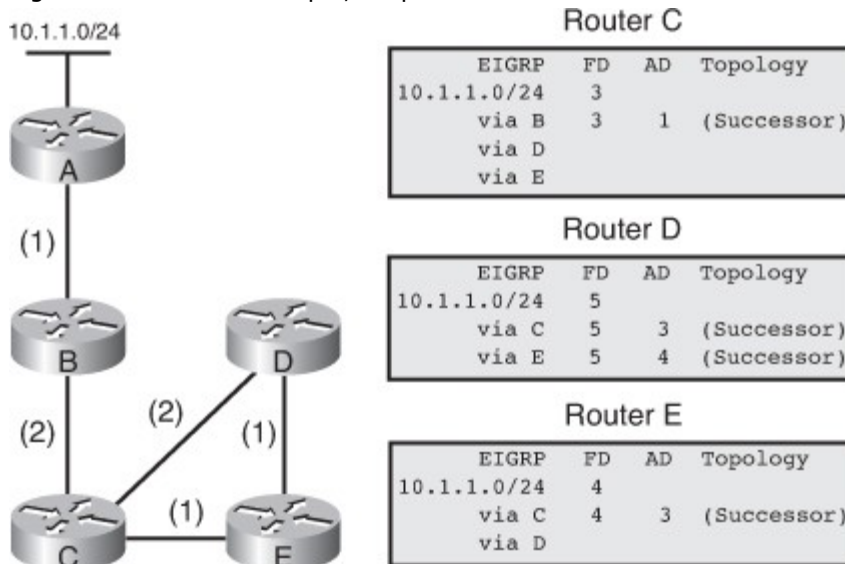 10.1.1.0/24
A
(1)
B
D
(2)
(2)
(1)
C
(1)
E
Router C
EIGRP FD AD Topology
10.1.1.0/24 3
via B 3 1 (Successor)
via D
via E
Router D
EIGRP FD AD Topology
10.1.1.0/24 5
via C 5 3 (Successor)
via E 5 4 (Successor)
Router E
EIGRP FD AD Topology
10.1.1.0/24 4
via C 4 3 (Successor)
via D